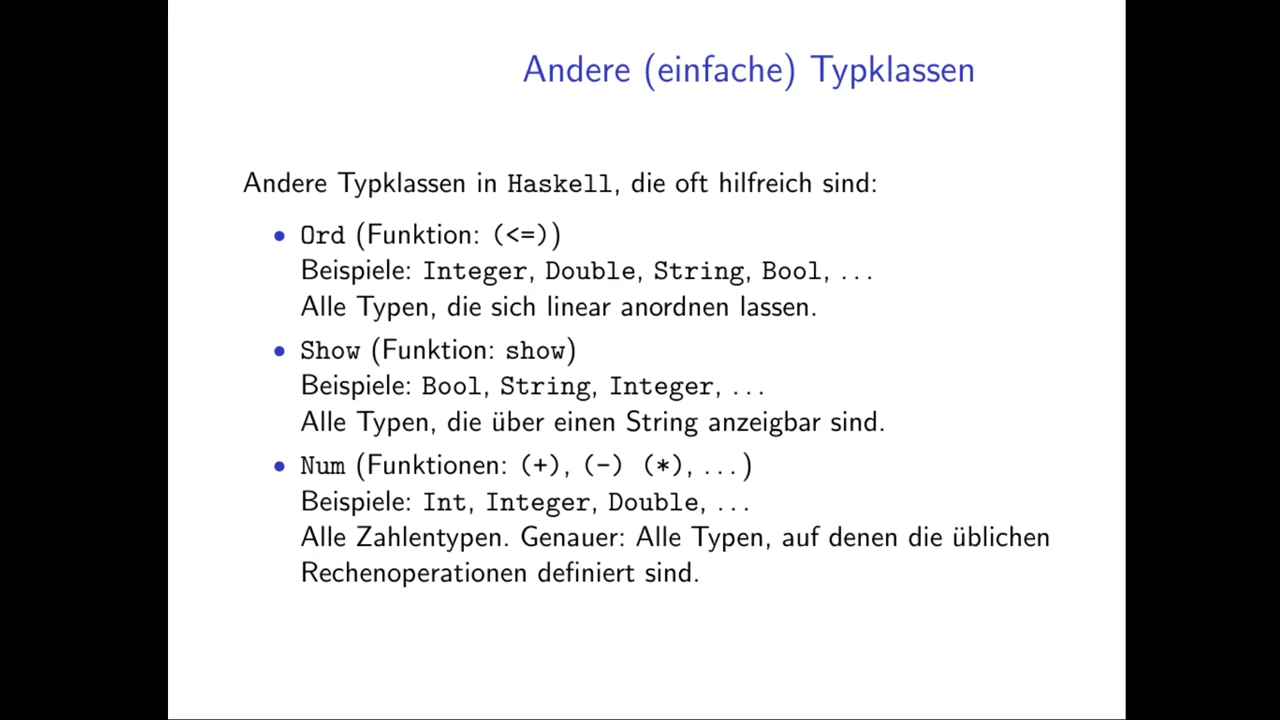 Andere (einfache) Typklassen
Andere Typklassen in Haskell, die oft hilfreich sind:
• Ord (Funktion: (<=))
Beispiele: Integer, Double, String, Bool, ...
Alle Typen, die sich linear anordnen lassen.
• Show (Funktion: show)
Beispiele: Bool, String, Integer, ...
Alle Typen, die über einen String anzeigbar sind.
• Num (Funktionen: (+), (-) (*), ...)
Beispiele: Int, Integer, Double, ...
Alle Zahlentypen. Genauer: Alle Typen, auf denen die üblichen
Rechenoperationen definiert sind.